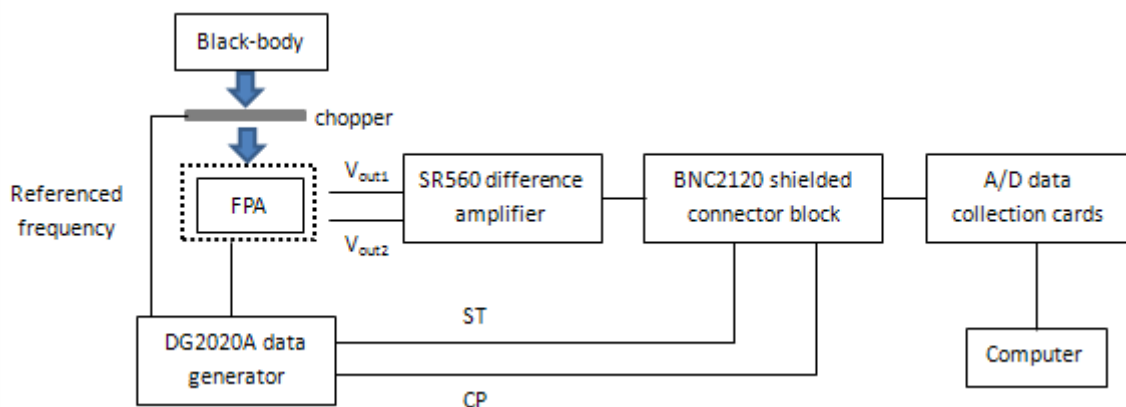 Black-body
chopper
Referenced
frequency
FPA
Vout1
Vout2
SR560 difference
amplifier
BNC2120 shielded
connector block
A/D data
collection cards
DG2020A data
generator
ST
CP
Computer